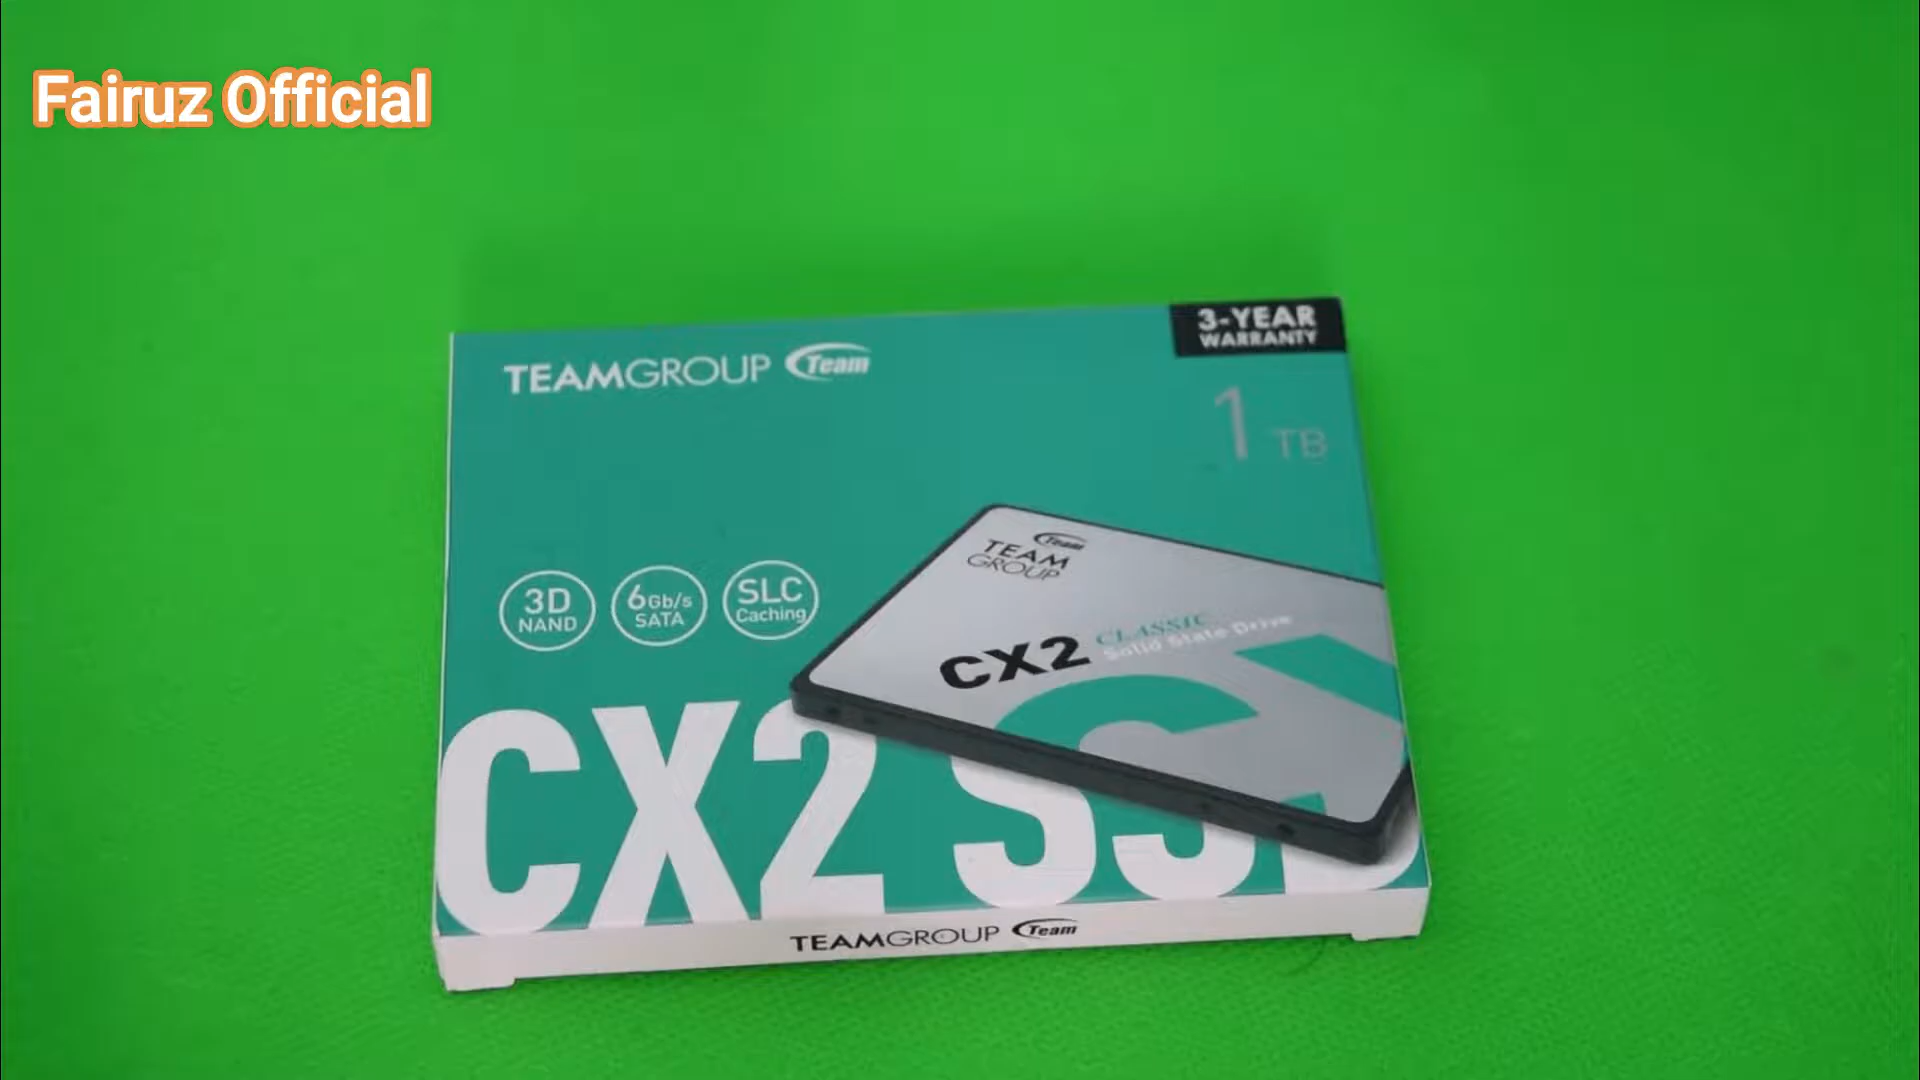 Fairuz Official
3-YEAR
WARRANTY
TEAMGROUP Team
1 TB
Team
TEAM
GROUP
3D
NAND
6Gb/s
SATA
SLC
Caching
CX2 CLASSIC
Solid State Drive
CX2 SSD
TEAMGROUP Team